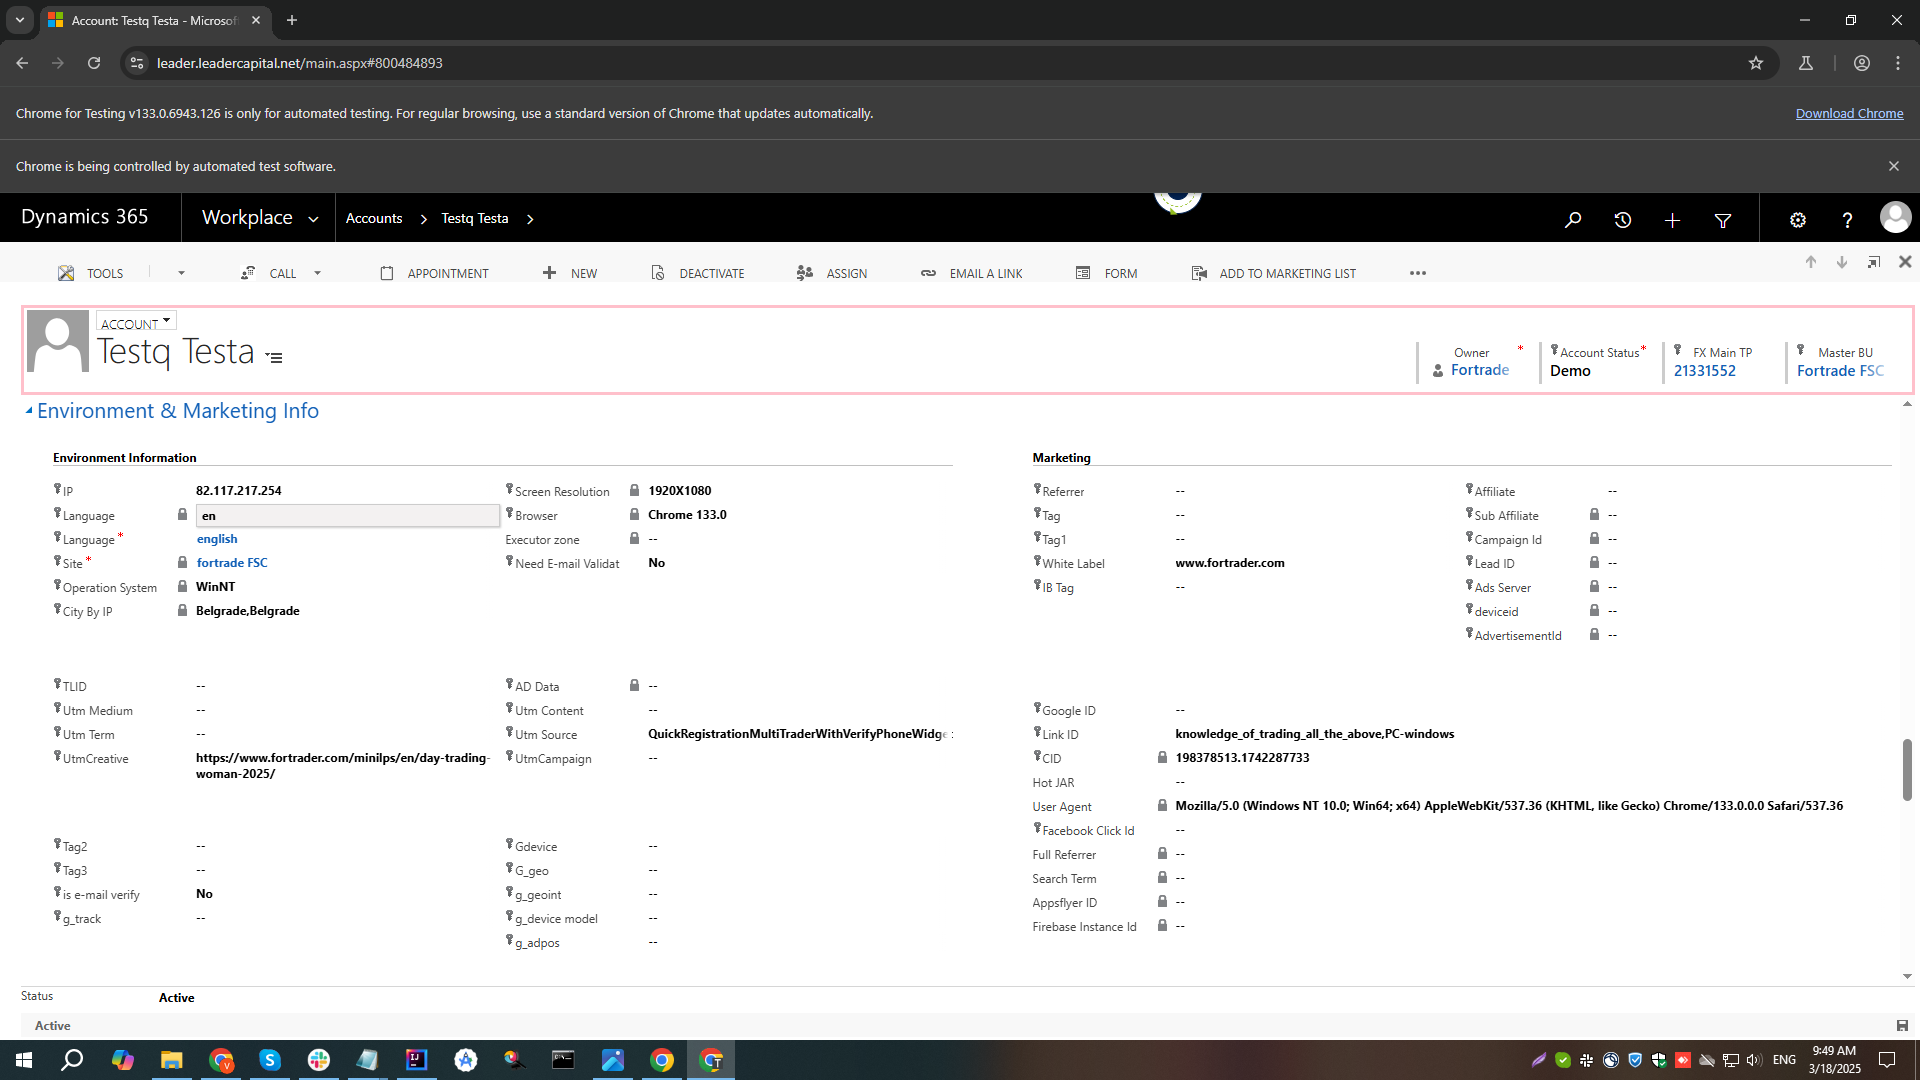 Account: Testq Testa - Microsof
leader.leadercapital.net/main.aspx#800484893
Chrome for Testing v133.0.6943.126 is only for automated testing. For regular browsing, use a standard version of Chrome that updates automatically.
Download Chrome
Chrome is being controlled by automated test software.
Dynamics 365
Workplace
Accounts
Testq Testa
TOOLS
CALL
APPOINTMENT
NEW
DEACTIVATE
ASSIGN
EMAIL A LINK
FORM
ADD TO MARKETING LIST
ACCOUNT
Testq Testa
Owner *
Fortrade
Account Status*
Demo
FX Main TP
21331552
Master BU
Fortrade FSC
Environment & Marketing Info
Environment Information
IP 82.117.217.254
Language en
Language * english
Site * fortrade FSC
Operation System WinNT
City By IP Belgrade,Belgrade
Screen Resolution 1920X1080
Browser Chrome 133.0
Executor zone --
Need E-mail Validat No
Marketing
Referrer --
Tag --
Tag1 --
White Label www.fortrader.com
IB Tag --
Affiliate --
Sub Affiliate --
Campaign Id --
Lead ID --
Ads Server --
deviceid --
AdvertisementId --
TLID --
Utm Medium --
Utm Term --
UtmCreative https://www.fortrader.com/minilps/en/day-trading-
woman-2025/
AD Data --
Utm Content --
Utm Source QuickRegistrationMultiTraderWithVerifyPhoneWidge
UtmCampaign --
Google ID --
Link ID knowledge_of_trading_all_the_above,PC-windows
CID 198378513.1742287733
Hot JAR --
User Agent Mozilla/5.0 (Windows NT 10.0; Win64; x64) AppleWebKit/537.36 (KHTML, like Gecko) Chrome/133.0.0.0 Safari/537.36
Facebook Click Id --
Full Referrer --
Search Term --
Appsflyer ID --
Firebase Instance Id --
Tag2 --
Tag3 --
is e-mail verify No
g_track --
Gdevice --
G_geo --
g_geoint --
g_device model --
g_adpos --
Status Active
Active
ENG
9:49 AM
3/18/2025